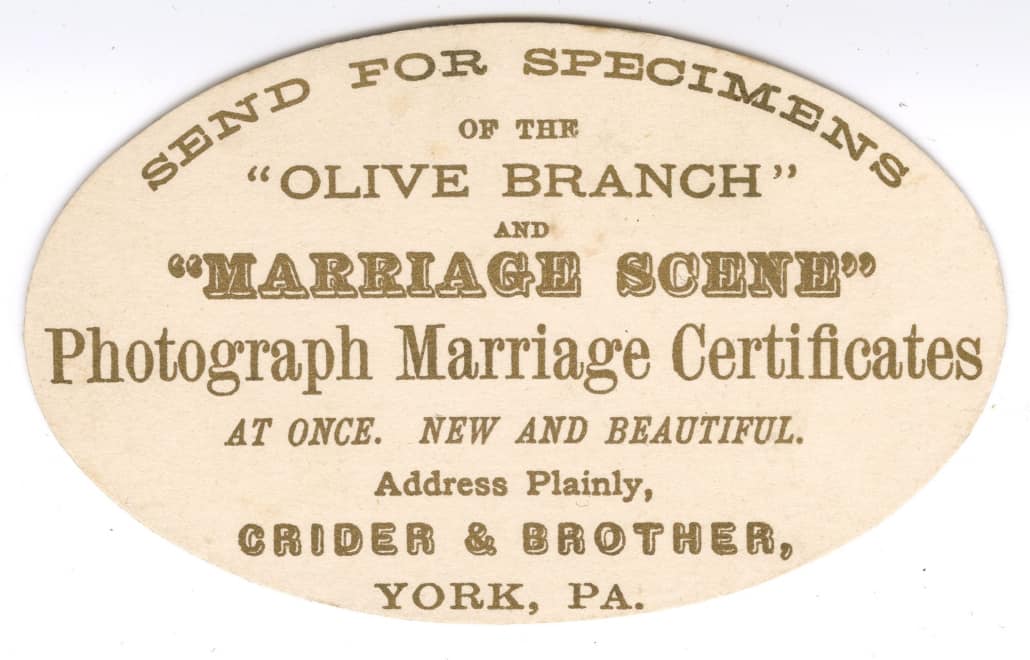 SEND FOR SPECIMENS
OF THE
"OLIVE BRANCH"
AND
"MARRIAGE SCENE"
Photograph Marriage Certificates
AT ONCE. NEW AND BEAUTIFUL.
Address Plainly,
CRIDER & BROTHER,
YORK, PA.